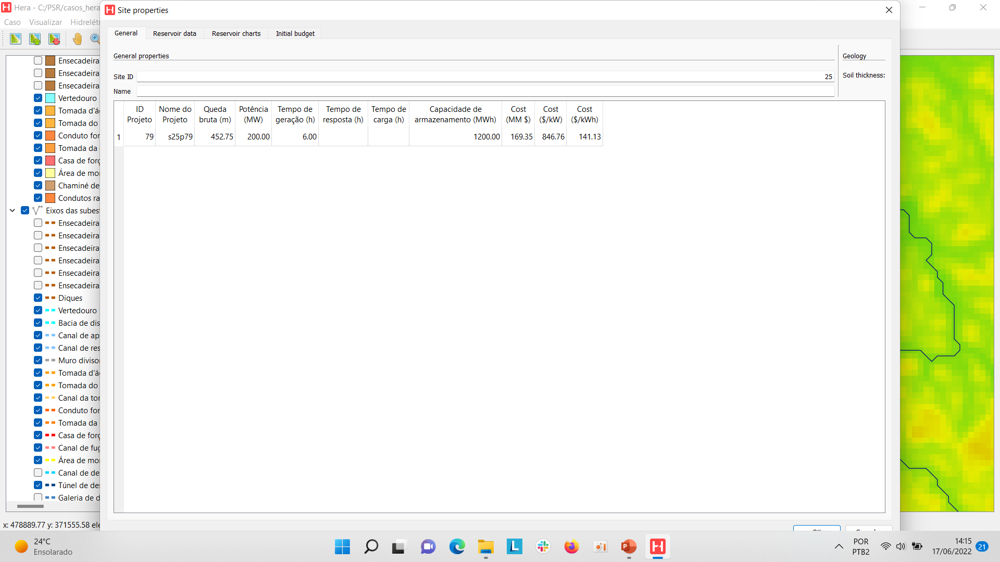 Hera - C:/PSR/casos_hera
Site properties
Caso Visualizar
General Reservoir data Reservoir charts Initial budget
General properties
Geology
Site ID 25
Soil thickness:
Name
ID Projeto Nome do Projeto Queda bruta (m) Potência (MW) Tempo de geração (h) Tempo de resposta (h) Tempo de carga (h) Capacidade de armazenamento (MWh) Cost (MM $) Cost ($/kW) Cost ($/kWh)
1 79 s25p79 452.75 200.00 6.00 1200.00 169.35 846.76 141.13
Ensecadeira
Ensecadeira
Ensecadeira
Vertedouro
Tomada d'á
Tomada do
Conduto for
Tomada da
Casa de forç
Área de mo
Chaminé de
Condutos ra
Eixos das subes
Ensecadeira
Ensecadeira
Ensecadeira
Ensecadeira
Ensecadeira
Ensecadeira
Diques
Vertedouro
Bacia de dis
Canal de ap
Canal de res
Muro diviso
Tomada d'á
Tomada do
Canal da tor
Conduto for
Tomada da
Casa de forç
Canal de fug
Área de mo
Canal de de
Túnel de de
Galeria de d
x: 478889.77 y: 371555.58 ele
24°C
Ensolarado
POR
PTB2
14:15
17/06/2022
21